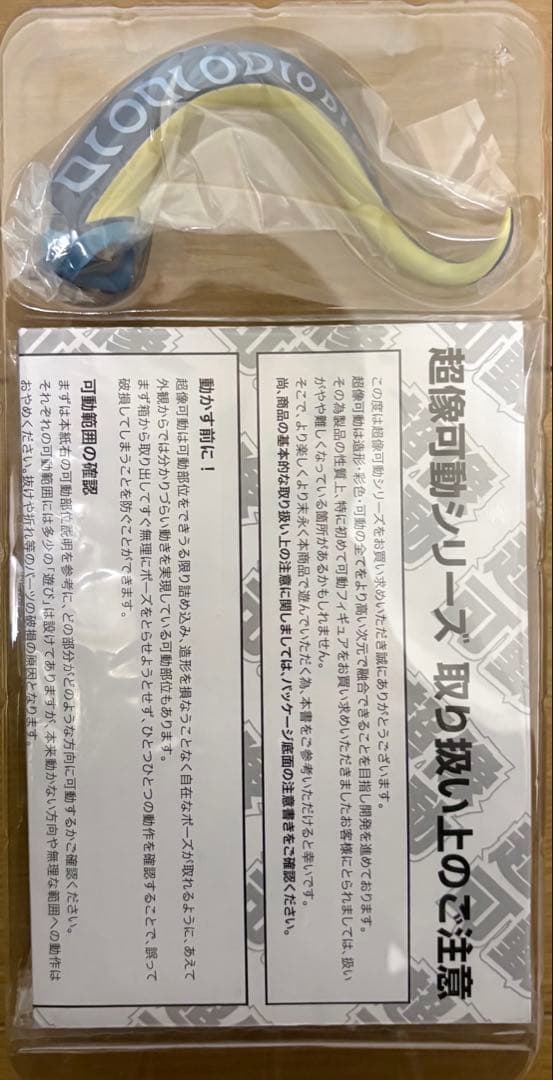 超像可動シリーズ 取り扱い上のご注意
この度は超像可動シリーズをお買い求めいただき誠にありがとうございます。
超像可動は造形・彩色・可動の全てをより高い次元で融合できることを目指し開発を進めております。
その為製品の性質上、特に初めて可動フィギュアをお買い求めいただきましたお客様にとられましては、扱い
がやや難しくなっている箇所があるかもしれません。
そこで、より楽しくより末永く本商品で遊んでいただく為、本書をご参考いただけると幸いです。
尚、商品の基本的な取り扱い上の注意に関しましては、パッケージ底面の注意書きをご確認ください。
動かす前に！
超像可動は可動部位をできうる限り詰め込み、造形を損なうことなく自在なポーズが取れるように、あえて
外観からでは分かりづらい動きを実現している可動部位もあります。
まず箱から取り出してすぐ無理にポーズをとらせようとせず、ひとつひとつの動作を確認することで、誤って
破損してしまうことを防ぐことができます。
可動範囲の確認
まずは本紙右の可動部位説明を参考に、どの部分がどのような方向に可動するかご確認ください。
それぞれの可動範囲には多少の「遊び」は設けてありますが、本来動かない方向や無理な範囲への動作は
おやめください。抜けや折れ等のパーツの破損の原因となります。